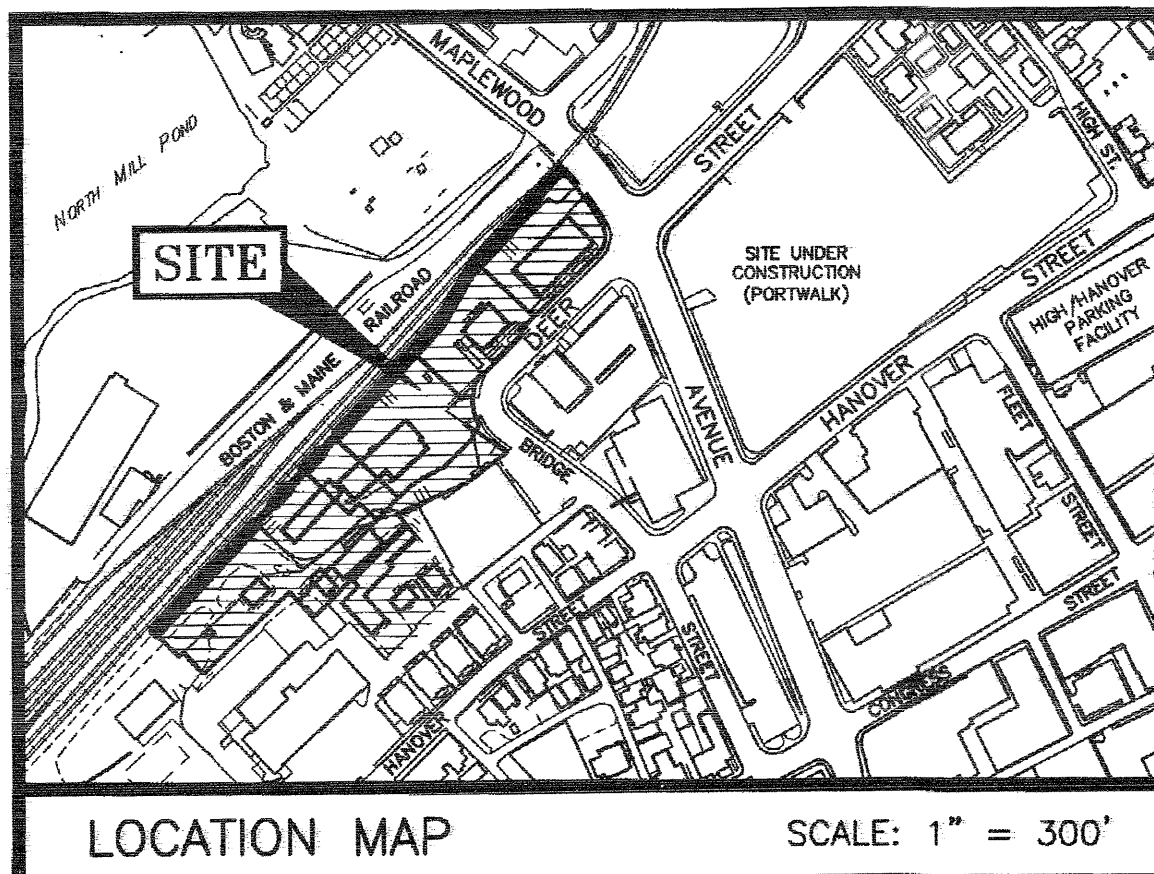 MAPLEWOOD
STREET
HIGH ST.
NORTH MILL POND
SITE
RAILROAD
SITE UNDER
CONSTRUCTION
(PORTWALK)
STREET
HIGH/HANOVER
PARKING
FACILITY
DEER
BOSTON & MAINE
AVENUE
HANOVER
FLEET
BRIDGE
STREET
STREET
STREET
STREET
CONGRESS
HANOVER
LOCATION MAP
SCALE: 1" = 300'